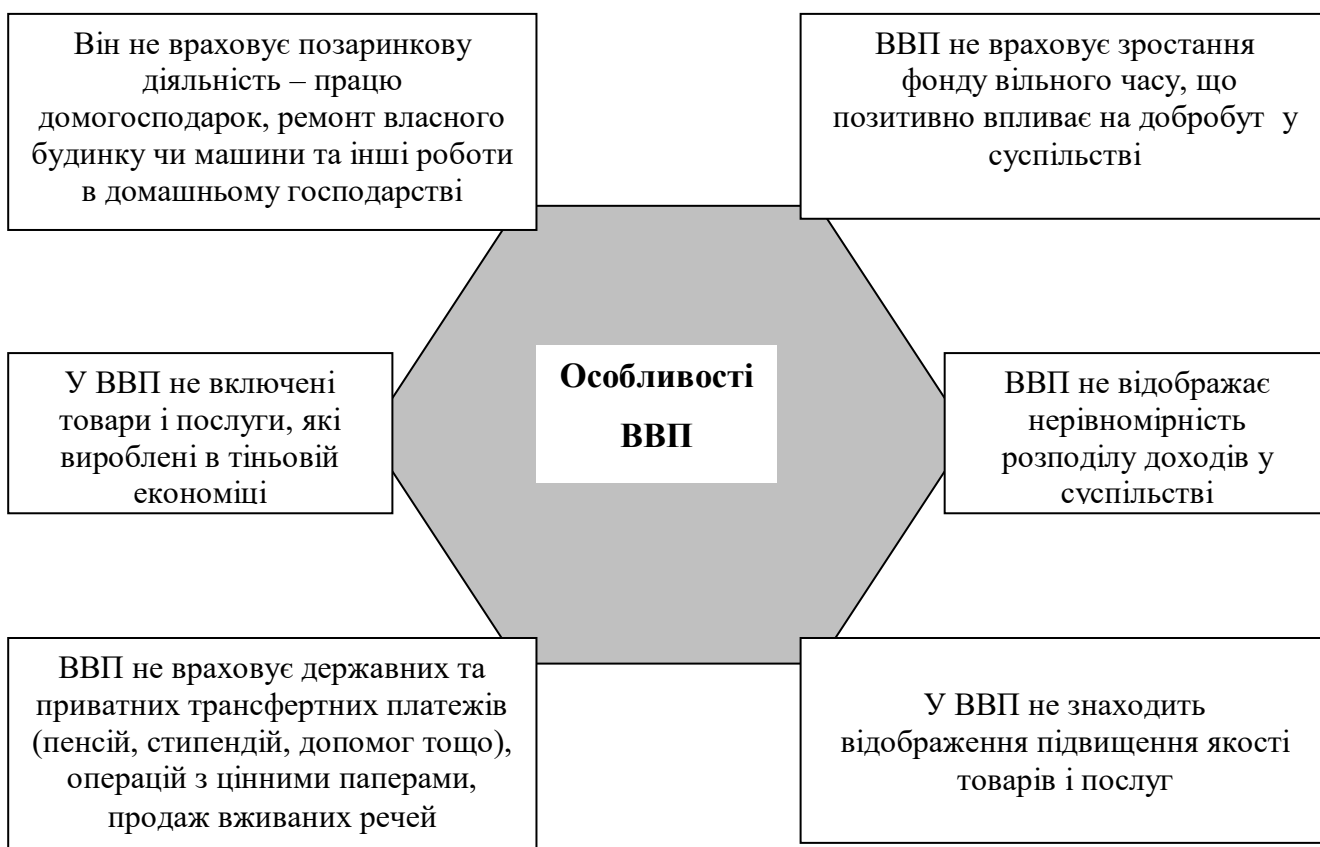 Він не враховує позаринкову
діяльність – працю
домогосподарок, ремонт власного
будинку чи машини та інші роботи
в домашньому господарстві
ВВП не враховує зростання
фонду вільного часу, що
позитивно впливає на добробут у
суспільстві
У ВВП не включені
товари і послуги, які
вироблені в тіньовій
економіці
Особливості
ВВП
ВВП не відображає
нерівномірність
розподілу доходів у
суспільстві
ВВП не враховує державних та
приватних трансфертних платежів
(пенсій, стипендій, допомог тощо),
операцій з цінними паперами,
продаж вживаних речей
У ВВП не знаходить
відображення підвищення якості
товарів і послуг